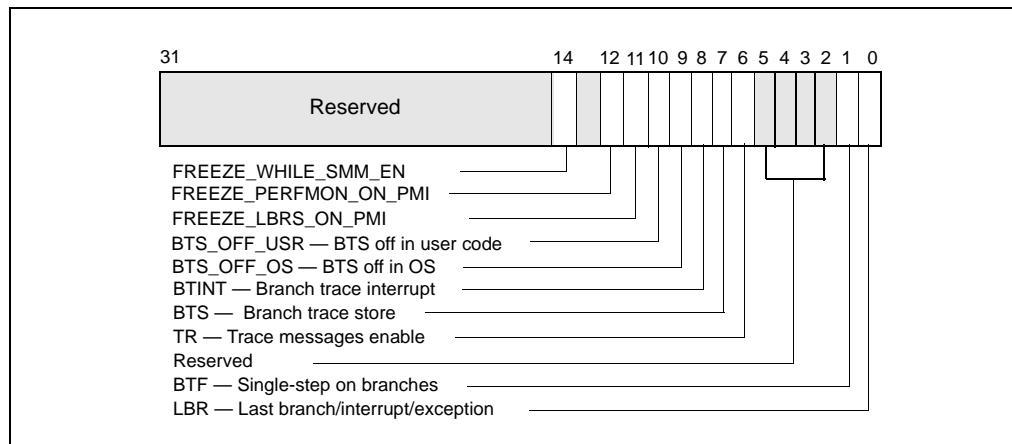 31 14 12 11 10 9 8 7 6 5 4 3 2 1 0
Reserved
FREEZE_WHILE_SMM_EN
FREEZE_PERFMON_ON_PMI
FREEZE_LBRS_ON_PMI
BTS_OFF_USR — BTS off in user code
BTS_OFF_OS — BTS off in OS
BTINT — Branch trace interrupt
BTS — Branch trace store
TR — Trace messages enable
Reserved
BTF — Single-step on branches
LBR — Last branch/interrupt/exception